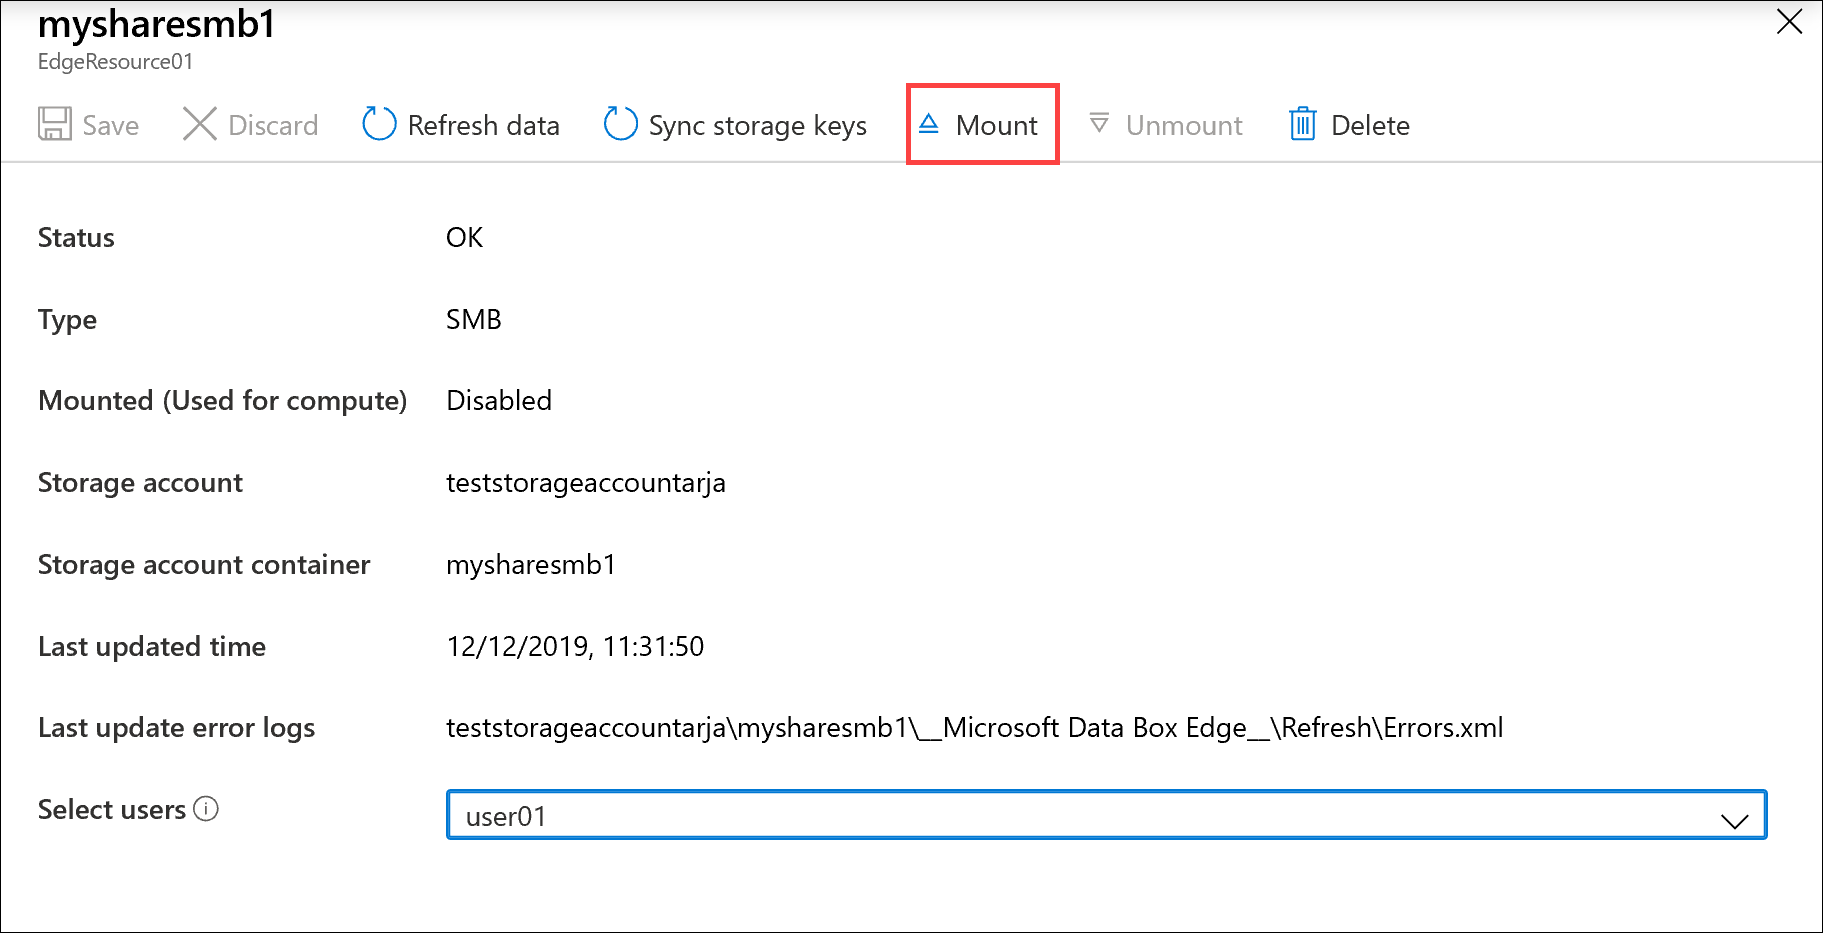 mysharesmb1
EdgeResource01
Save Discard Refresh data Sync storage keys Mount Unmount Delete
Status OK
Type SMB
Mounted (Used for compute) Disabled
Storage account teststorageaccountarja
Storage account container mysharesmb1
Last updated time 12/12/2019, 11:31:50
Last update error logs teststorageaccountarja\mysharesmb1\__Microsoft Data Box Edge__\Refresh\Errors.xml
Select users user01